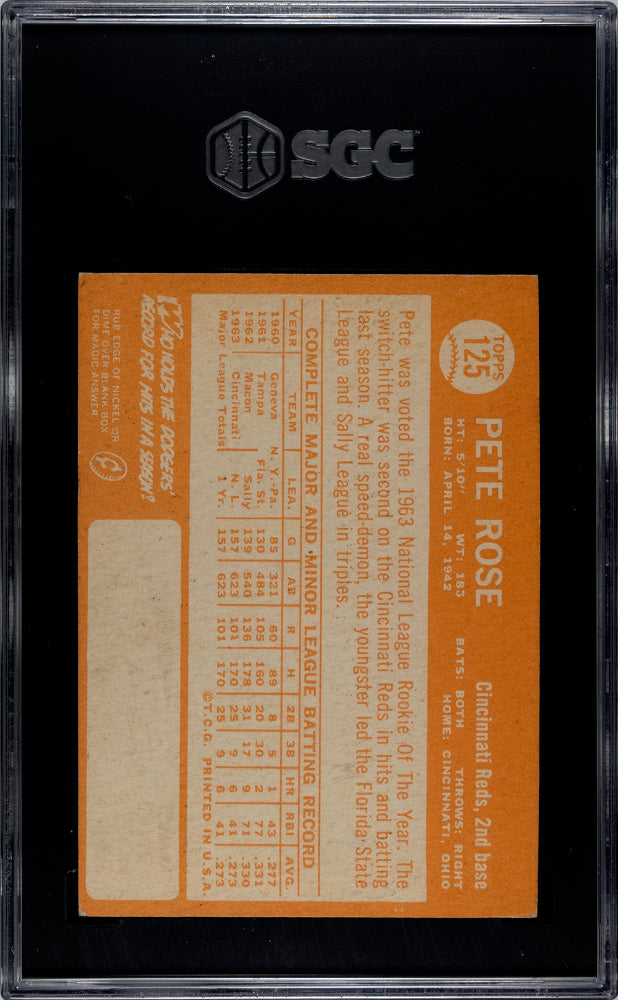 SGC
TOPPS
125
PETE ROSE
Cincinnati Reds, 2nd base
HT: 5/10" WT: 183 BATS: BOTH THROWS: RIGHT
BORN: APRIL 14, 1942 HOME: CINCINNATI, OHIO
Pete was voted the 1963 National League Rookie Of The Year. The
switch-hitter was second on the Cincinnati Reds in hits and batting
last season. A real speed-demon, the youngster led the Florida State
League and Sally League in triples.
COMPLETE MAJOR AND MINOR LEAGUE BATTING RECORD
YEAR TEAM LEA. G AB R H 2B 3B HR RBI AVG.
1960 Geneva N. Y.-Pa. 85 321 60 89 8 5 1 43 .277
1961 Tampa Fla. St. 130 484 105 160 20 30 2 77 .331
1962 Macon Sally 139 540 136 178 31 17 9 71 .330
1963 Cincinnati N. L. 157 623 101 170 25 9 6 41 .273
Major League Totals 1 Yr. 157 623 101 170 25 9 6 41 .273
©T.C.G. PRINTED IN U.S.A.
WHO HOLDS THE DODGERS'
RECORD FOR HITS IN A SEASON?
RUB EDGE OF NICKEL OR
DIME OVER BLANK BOX
FOR MAGIC ANSWER